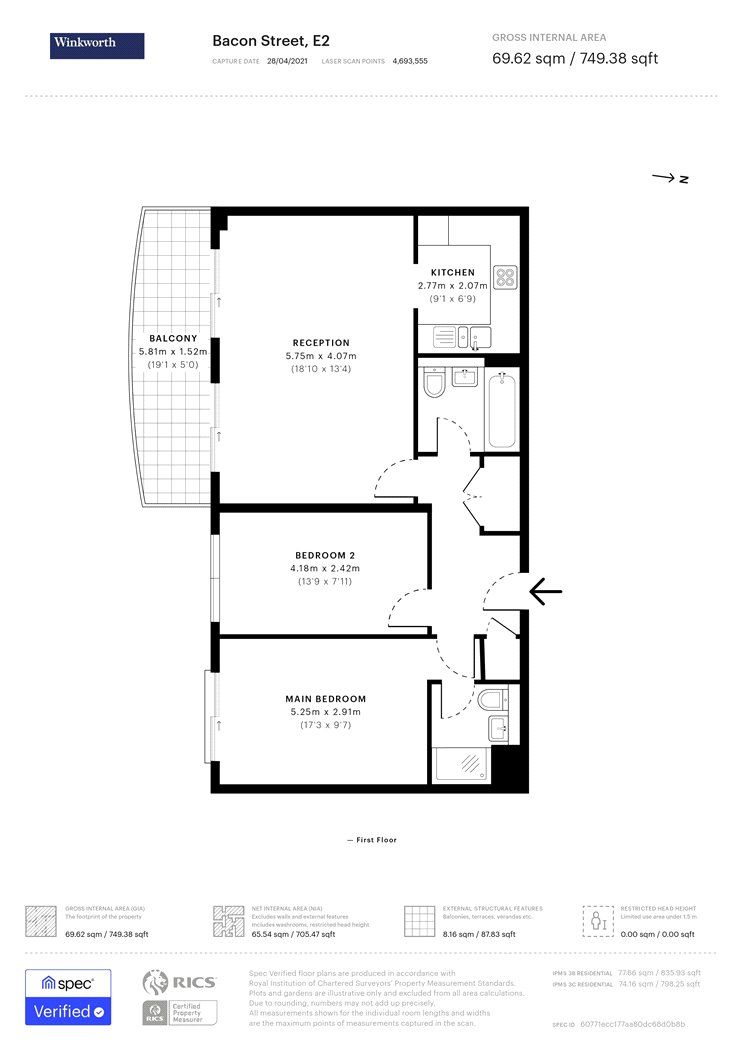 Winkworth
Bacon Street, E2
CAPTURE DATE 28/04/2021 LASER SCAN POINTS 4,693,555
GROSS INTERNAL AREA
69.62 sqm / 749.38 sqft
N
KITCHEN
2.77m x 2.07m
(9'1 x 6'9)
BALCONY
5.81m x 1.52m
(19'1 x 5'0)
RECEPTION
5.75m x 4.07m
(18'10 x 13'4)
BEDROOM 2
4.18m x 2.42m
(13'9 x 7'11)
MAIN BEDROOM
5.25m x 2.91m
(17'3 x 9'7)
— First Floor
GROSS INTERNAL AREA (GIA)
The footprint of the property
69.62 sqm / 749.38 sqft
NET INTERNAL AREA (NIA)
Excludes walls and external features
Includes washrooms, restricted head height
65.54 sqm / 705.47 sqft
EXTERNAL STRUCTURAL FEATURES
Balconies, terraces, verandas etc.
8.16 sqm / 87.83 sqft
RESTRICTED HEAD HEIGHT
Limited use area under 1.5 m
0.00 sqm / 0.00 sqft
spec
Verified
RICS
RICS
Certified
Property
Measurer
Spec Verified floor plans are produced in accordance with
Royal Institution of Chartered Surveyors' Property Measurement Standards.
Plots and gardens are illustrative only and excluded from all area calculations.
Due to rounding, numbers may not add up precisely.
All measurements shown for the individual room lengths and widths
are the maximum points of measurements captured in the scan.
IPMS 3B RESIDENTIAL 77.66 sqm / 835.93 sqft
IPMS 3C RESIDENTIAL 74.16 sqm / 798.25 sqft
SPEC ID 60771acc177aa80dc68d0b8b